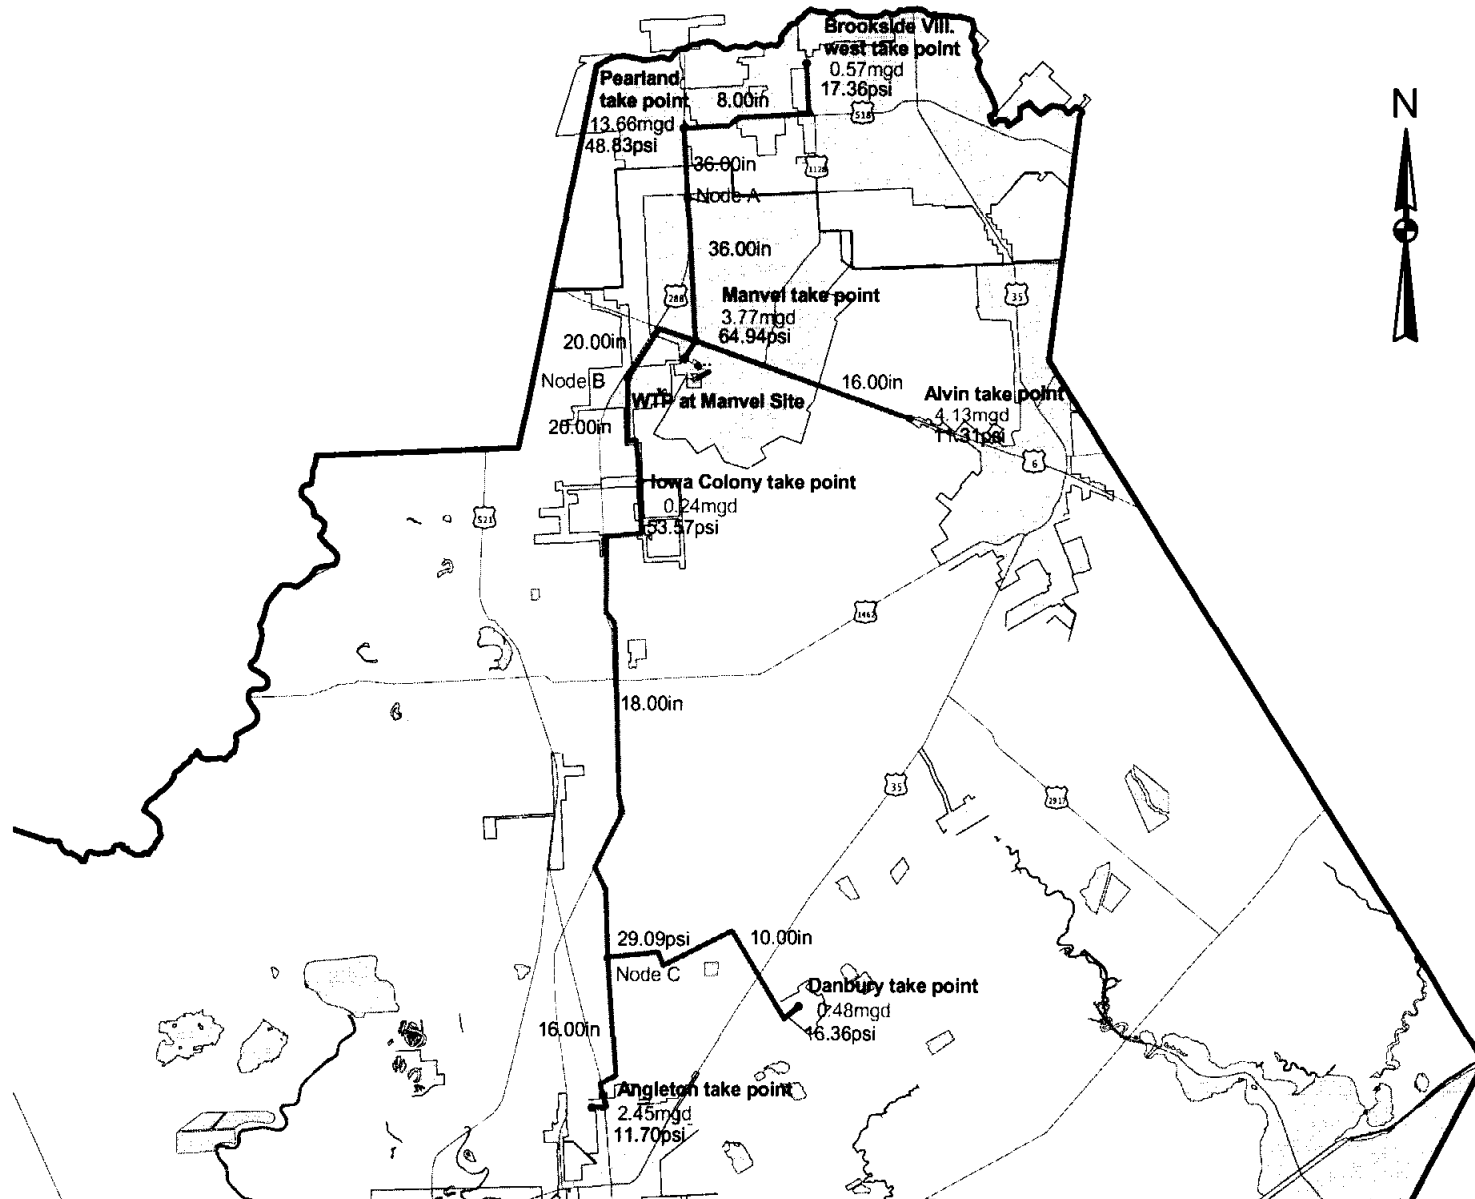 Brookside Vill.
west take point
0.57mgd
17.36psi
N
Pearland
take point
13.66mgd
48.83psi
8.00in
518
36.00in
1128
Node A
36.00in
288
35
Manvel take point
3.77mgd
64.94psi
20.00in
Node B
16.00in
Alvin take point
4.13mgd
11.31psi
WTP at Manvel Site
20.00in
6
Iowa Colony take point
0.24mgd
53.57psi
521
1462
18.00in
35
2917
29.09psi
10.00in
Node C
Danbury take point
0.48mgd
16.36psi
16.00in
Angleton take point
2.45mgd
11.70psi